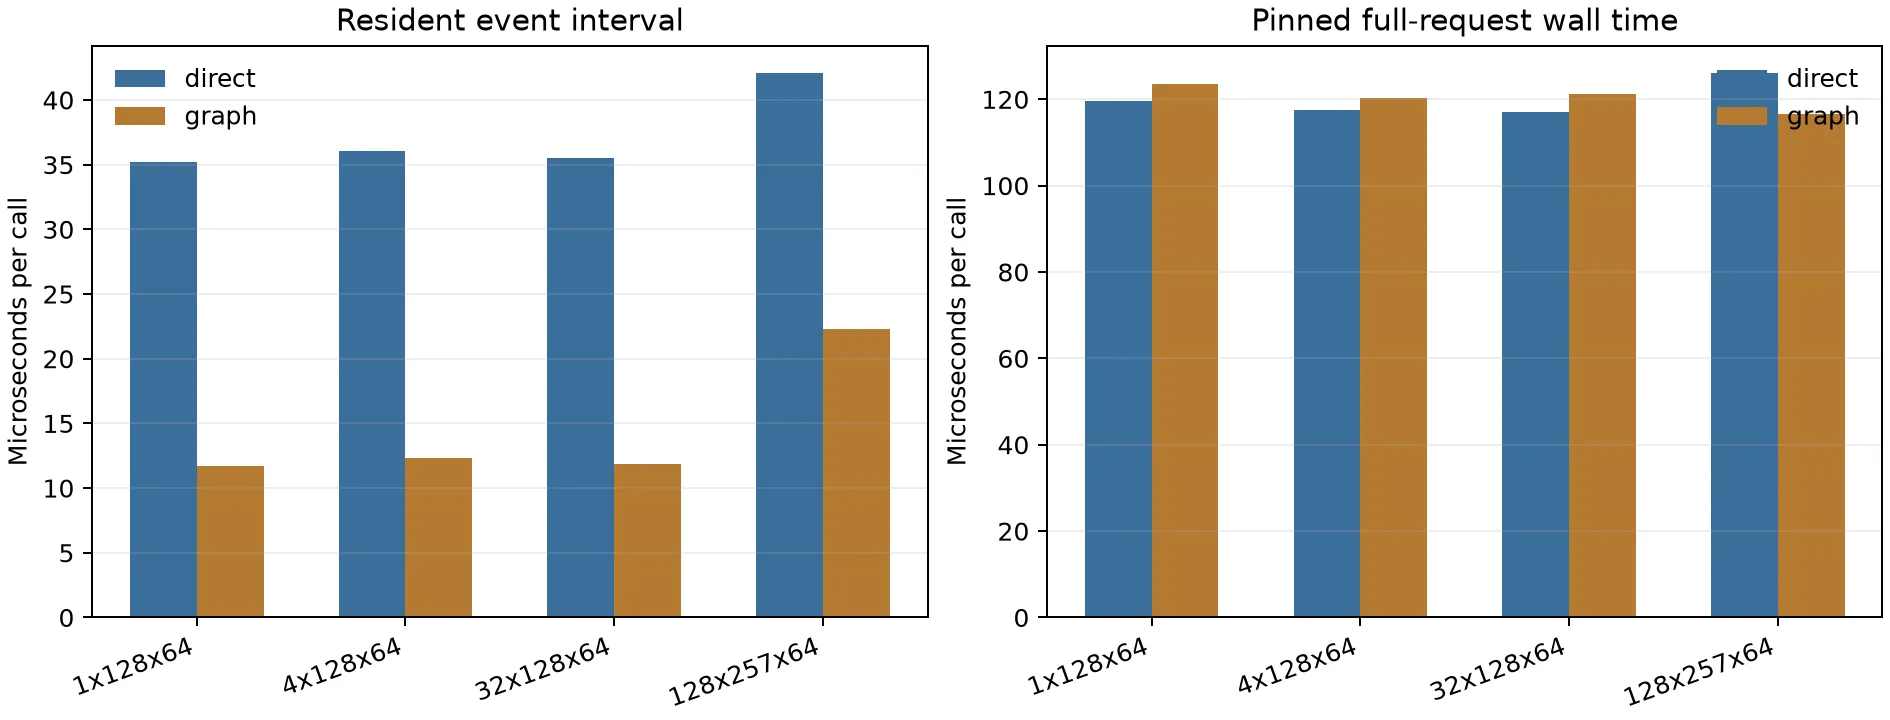 Resident event interval
Microseconds per call
40
35
30
25
20
15
10
5
0
direct
graph
1x128x64
4x128x64
32x128x64
128x257x64
Pinned full-request wall time
Microseconds per call
120
100
80
60
40
20
0
direct
graph
1x128x64
4x128x64
32x128x64
128x257x64